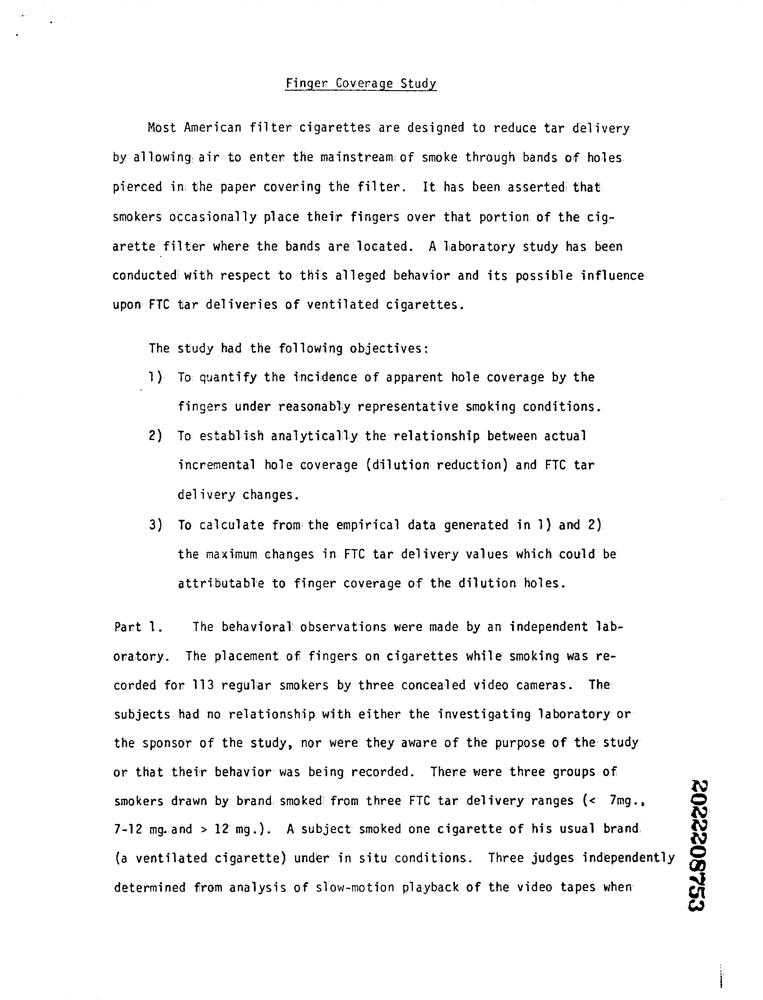 Finger Coverage Study
Most American filter cigarettes are designed to reduce tar delivery
by allowing air to enter the mainstream of smoke through bands of holes
pierced in the paper covering the filter. It has been asserted that
smokers occasionally place their fingers over that portion of the cig-
arette filter where the bands are located. A laboratory study has been
conducted with respect to this alleged behavior and its possible influence
upon FTC tar deliveries of ventilated cigarettes.
The study had the following objectives:
1) To quantify the incidence of apparent hole coverage by the
fingers under reasonably representative smoking conditions.
2) To establish analytically the relationship between actual
incremental hole coverage (dilution reduction) and FTC tar
delivery changes.
3) To calculate from the empirical data generated in 1) and 2)
the maximum changes in FTC tar delivery values which could be
attributable to finger coverage of the dilution holes.
Part 1. The behavioral observations were made by an independent lab-
oratory. The placement of fingers on cigarettes while smoking was re-
corded for 113 regular smokers by three concealed video cameras. The
subjects had no relationship with either the investigating laboratory or
the sponsor of the study, nor were they aware of the purpose of the study
or that their behavior was being recorded. There were three groups of
smokers drawn by brand smoked from three FTC tar delivery ranges (< 7mg.,
7-12 mg. and > 12 mg.). A subject smoked one cigarette of his usual brand
(a ventilated cigarette) under in situ conditions. Three judges independently
determined from analysis of slow-motion playback of the video tapes when
2022208753